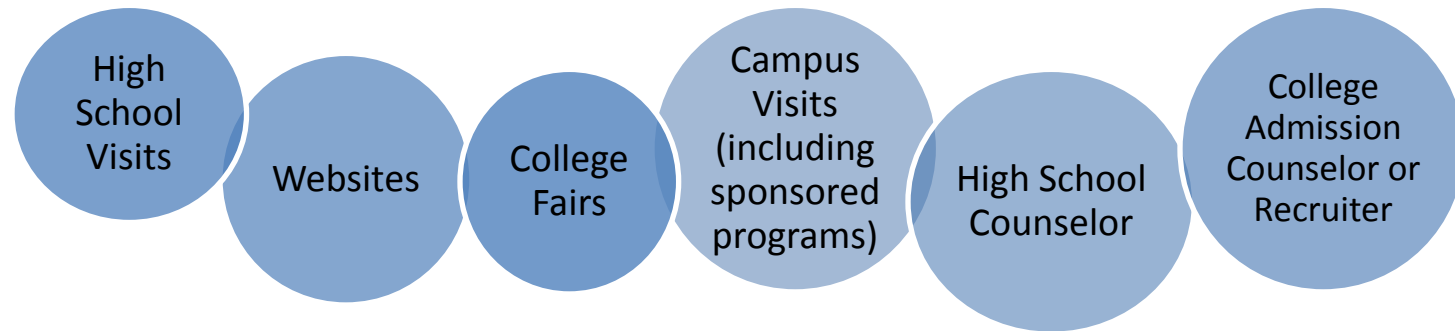 High
School
Visits
Websites
College
Fairs
Campus
Visits
(including
sponsored
programs)
High School
Counselor
College
Admission
Counselor or
Recruiter